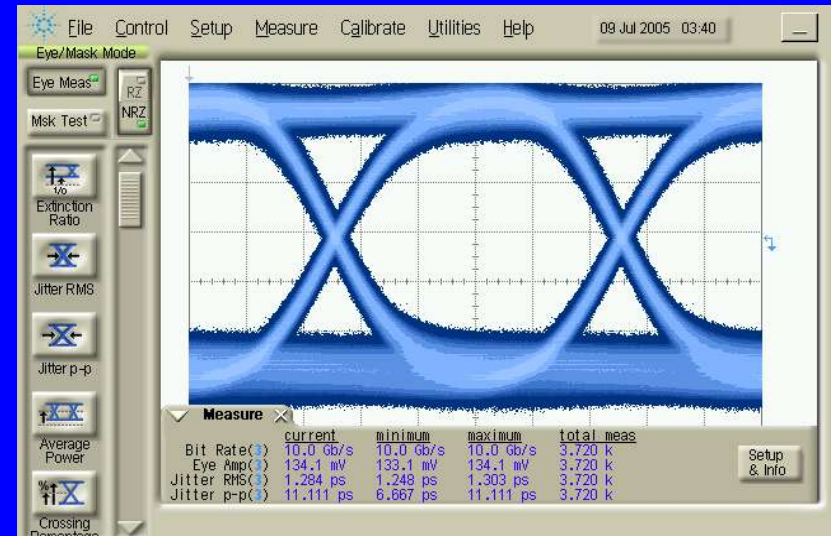 File Control Setup Measure Calibrate Utilities Help 09 Jul 2005 03:40
Eye/Mask Mode
Eye Meas
RZ
NRZ
Msk Test
1/0
Extinction
Ratio
Jitter RMS
Jitter p-p
Average
Power
%
Crossing
Percentage
Measure
current minimum maximum total meas
Bit Rate(3) 10.0 Gb/s 10.0 Gb/s 10.0 Gb/s 3.720 k
Eye Amp(3) 134.1 mV 133.1 mV 134.1 mV 3.720 k
Jitter RMS(3) 1.284 ps 1.248 ps 1.303 ps 3.720 k
Jitter p-p(3) 11.111 ps 6.667 ps 11.111 ps 3.720 k
Setup
& Info